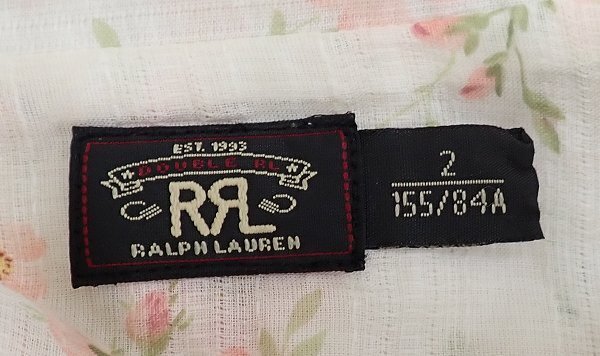 EST. 1993
DOUBLE RL
RRL
RALPH LAUREN
2
155/84A